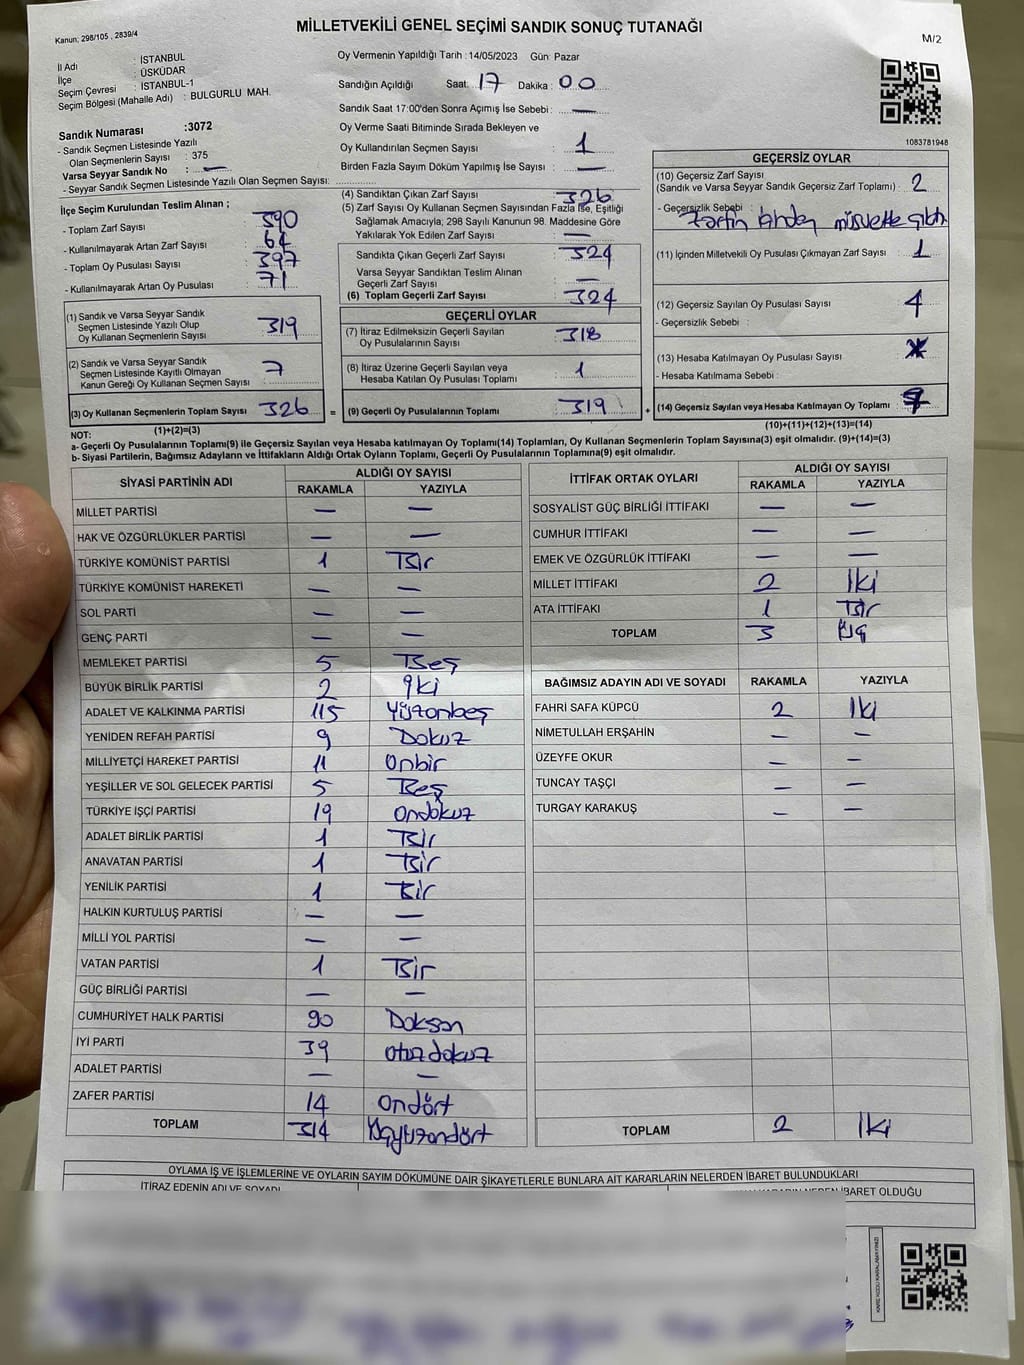 Kanun; 298/105 , 2839/4
MİLLETVEKİLİ GENEL SEÇİMİ SANDIK SONUÇ TUTANAĞI
M/2
İl Adı : İSTANBUL
İlçe : ÜSKÜDAR
Seçim Çevresi : İSTANBUL-1
Seçim Bölgesi (Mahalle Adı) : BULGURLU MAH.
Sandık Numarası :3072
- Sandık Seçmen Listesinde Yazılı
Olan Seçmenlerin Sayısı : 375
Varsa Seyyar Sandık No : —
- Seyyar Sandık Seçmen Listesinde Yazılı Olan Seçmen Sayısı:
İlçe Seçim Kurulundan Teslim Alınan ;
- Toplam Zarf Sayısı : 390
- Kullanılmayarak Artan Zarf Sayısı : 64
- Toplam Oy Pusulası Sayısı : 397
- Kullanılmayarak Artan Oy Pusulası : 71
(1) Sandık ve Varsa Seyyar Sandık
Seçmen Listesinde Yazılı Olup
Oy Kullanan Seçmenlerin Sayısı : 319
(2) Sandık ve Varsa Seyyar Sandık
Seçmen Listesinde Kayıtlı Olmayan
Kanun Gereği Oy Kullanan Seçmen Sayısı : 7
(3) Oy Kullanan Seçmenlerin Toplam Sayısı : 326
(1)+(2)=(3)
Oy Vermenin Yapıldığı Tarih : 14/05/2023 Gün: Pazar
Sandığın Açıldığı Saat: 17 Dakika: 00
Sandık Saat 17:00'den Sonra Açımış İse Sebebi : —
Oy Verme Saati Bitiminde Sırada Bekleyen ve
Oy Kullandırılan Seçmen Sayısı : 1
Birden Fazla Sayım Döküm Yapılmış İse Sayısı : —
(4) Sandıktan Çıkan Zarf Sayısı : 326
(5) Zarf Sayısı Oy Kullanan Seçmen Sayısından Fazla İse, Eşitliği
Sağlamak Amacıyla; 298 Sayılı Kanunun 98. Maddesine Göre
Yakılarak Yok Edilen Zarf Sayısı : —
Sandıkta Çıkan Geçerli Zarf Sayısı : 324
Varsa Seyyar Sandıktan Teslim Alınan
Geçerli Zarf Sayısı : —
(6) Toplam Geçerli Zarf Sayısı : 324
GEÇERLİ OYLAR
(7) İtiraz Edilmeksizin Geçerli Sayılan
Oy Pusulalarının Sayısı : 318
(8) İtiraz Üzerine Geçerli Sayılan veya
Hesaba Katılan Oy Pusulası Toplamı : 1
= (9) Geçerli Oy Pusulalarının Toplamı : 319
1083781948
GEÇERSİZ OYLAR
(10) Geçersiz Zarf Sayısı
(Sandık ve Varsa Seyyar Sandık Geçersiz Zarf Toplamı) : 2
- Geçersizlik Sebebi :
(11) İçinden Milletvekili Oy Pusulası Çıkmayan Zarf Sayısı : 1
(12) Geçersiz Sayılan Oy Pusulası Sayısı : 4
- Geçersizlik Sebebi :
(13) Hesaba Katılmayan Oy Pusulası Sayısı :
- Hesaba Katılmama Sebebi :
+ (14) Geçersiz Sayılan veya Hesaba Katılmayan Oy Toplamı : 7
(10)+(11)+(12)+(13)=(14)
NOT:
a- Geçerli Oy Pusulalarının Toplamı(9) ile Geçersiz Sayılan veya Hesaba katılmayan Oy Toplamı(14) Toplamları, Oy Kullanan Seçmenlerin Toplam Sayısına(3) eşit olmalıdır. (9)+(14)=(3)
b- Siyasi Partilerin, Bağımsız Adayların ve İttifakların Aldığı Ortak Oyların Toplamı, Geçerli Oy Pusulalarının Toplamına(9) eşit olmalıdır.
SİYASİ PARTİNİN ADI ALDIĞI OY SAYISI
RAKAMLA YAZIYLA
MİLLET PARTİSİ — —
HAK VE ÖZGÜRLÜKLER PARTİSİ — —
TÜRKİYE KOMÜNİST PARTİSİ 1 Bir
TÜRKİYE KOMÜNİST HAREKETİ — —
SOL PARTİ — —
GENÇ PARTİ — —
MEMLEKET PARTİSİ 5 Beş
BÜYÜK BİRLİK PARTİSİ 2 İki
ADALET VE KALKINMA PARTİSİ 115 Yüzonbeş
YENİDEN REFAH PARTİSİ 9 Dokuz
MİLLİYETÇİ HAREKET PARTİSİ 11 Onbir
YEŞİLLER VE SOL GELECEK PARTİSİ 5 Beş
TÜRKİYE İŞÇİ PARTİSİ 19 Ondokuz
ADALET BİRLİK PARTİSİ 1 Bir
ANAVATAN PARTİSİ 1 Bir
YENİLİK PARTİSİ 1 Bir
HALKIN KURTULUŞ PARTİSİ — —
MİLLİ YOL PARTİSİ — —
VATAN PARTİSİ 1 Bir
GÜÇ BİRLİĞİ PARTİSİ — —
CUMHURİYET HALK PARTİSİ 90 Doksan
İYİ PARTİ 39 Otuzdokuz
ADALET PARTİSİ — —
ZAFER PARTİSİ 14 Ondört
TOPLAM 314 Üçyüzondört
İTTİFAK ORTAK OYLARI ALDIĞI OY SAYISI
RAKAMLA YAZIYLA
SOSYALİST GÜÇ BİRLİĞİ İTTİFAKI — —
CUMHUR İTTİFAKI — —
EMEK VE ÖZGÜRLÜK İTTİFAKI — —
MİLLET İTTİFAKI 2 İki
ATA İTTİFAKI 1 Bir
TOPLAM 3 Üç
BAĞIMSIZ ADAYIN ADI VE SOYADI RAKAMLA YAZIYLA
FAHRİ SAFA KÜPCÜ 2 İki
NİMETULLAH ERŞAHİN — —
ÜZEYFE OKUR — —
TUNCAY TAŞÇI — —
TURGAY KARAKUŞ — —
TOPLAM 2 İki
OYLAMA İŞ VE İŞLEMLERİNE VE OYLARIN SAYIM DÖKÜMÜNE DAİR ŞİKAYETLERLE BUNLARA AİT KARARLARIN NELERDEN İBARET BULUNDUKLARI
İTİRAZ EDENİN ADI VE SOYADI
KARARIN NEDEN İBARET OLDUĞU